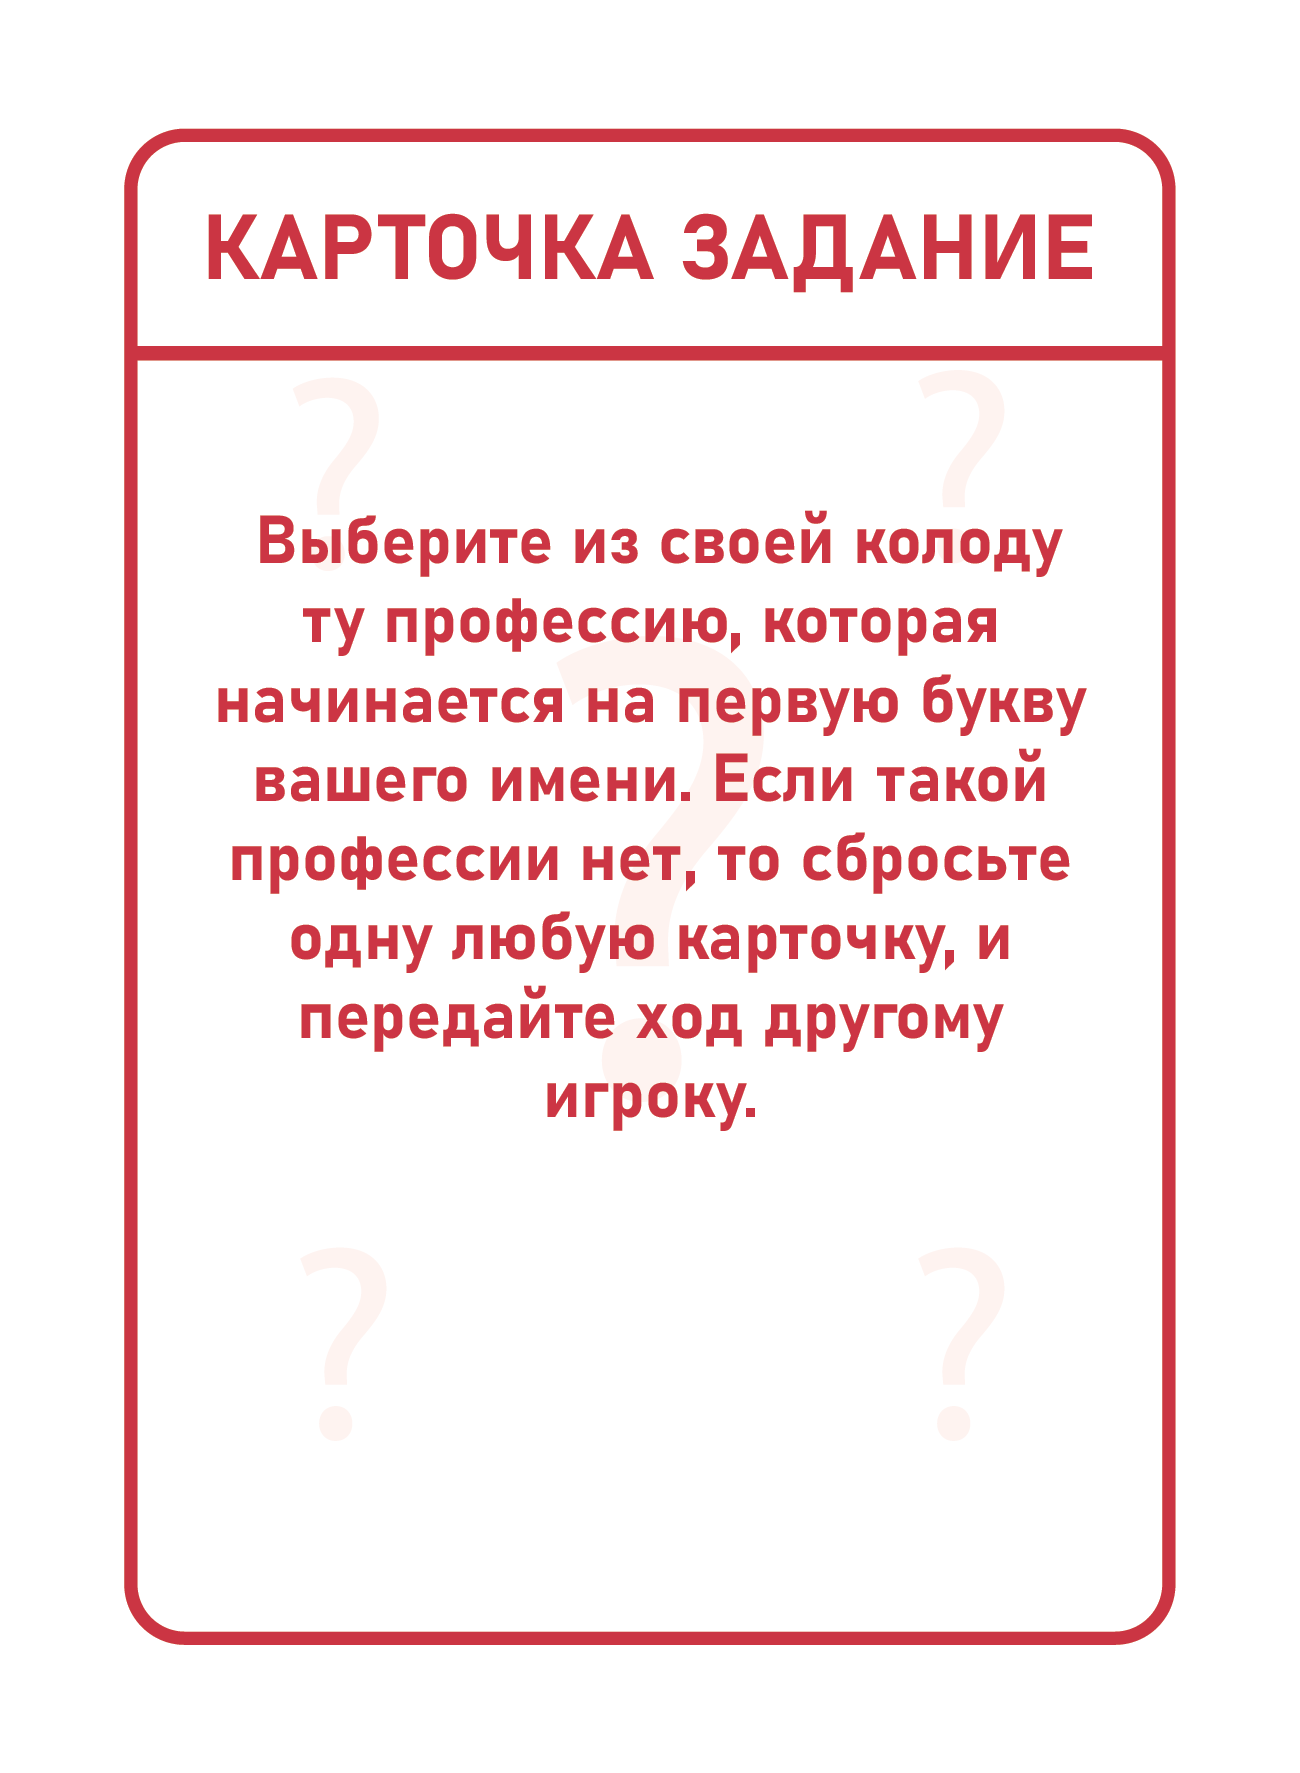 КАРТОЧКА ЗАДАНИЕ
Выберите из своей колоду
ту профессию, которая
начинается на первую букву
вашего имени. Если такой
профессии нет, то сбросьте
одну любую карточку, и
передайте ход другому
игроку.